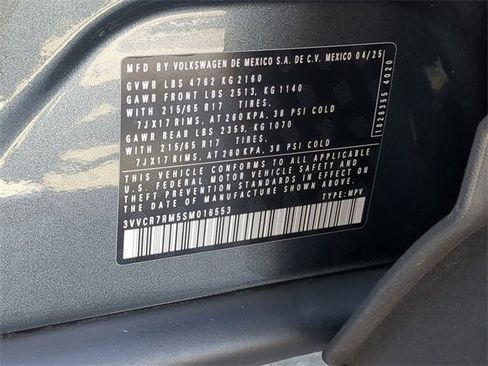 MFD BY VOLKSWAGEN DE MEXICO S.A. DE C.V. MEXICO 04/25
GVWR LBS 4762 KG 2160
GAWR FRONT LBS 2513, KG 1140
WITH 215/65 R17 TIRES.
7JX17 RIMS, AT 260 KPA, 38 PSI COLD
GAWR REAR LBS 2359, KG 1070
WITH 215/65 R17 TIRES.
7JX17 RIMS, AT 260 KPA, 38 PSI COLD
THIS VEHICLE CONFORMS TO ALL APPLICABLE
U.S. FEDERAL MOTOR VEHICLE SAFETY AND
THEFT PREVENTION STANDARDS IN EFFECT
ON THE DATE OF MANUFACTURE SHOWN ABOVE.
3VVCR7RM5SM016553 TYPE: MPV
1828355 4020